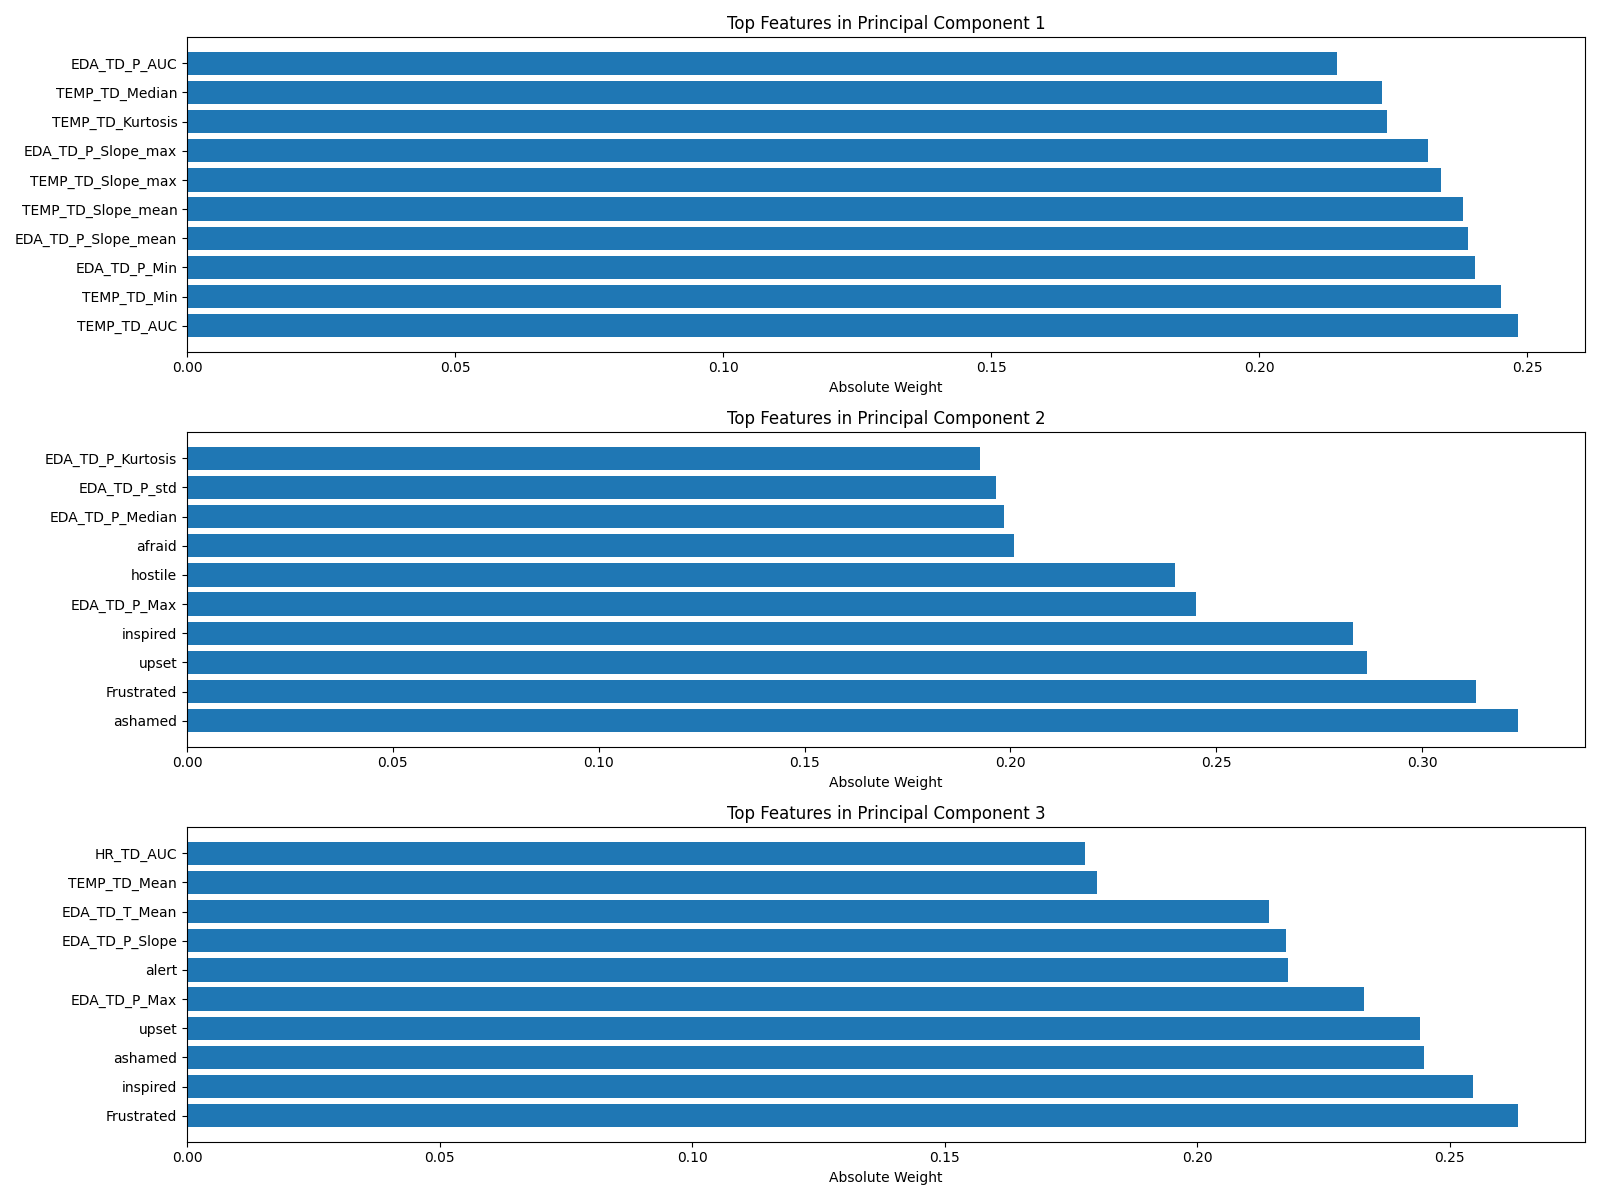 Top Features in Principal Component 1
EDA_TD_P_AUC
TEMP_TD_Median
TEMP_TD_Kurtosis
EDA_TD_P_Slope_max
TEMP_TD_Slope_max
TEMP_TD_Slope_mean
EDA_TD_P_Slope_mean
EDA_TD_P_Min
TEMP_TD_Min
TEMP_TD_AUC
0.00 0.05 0.10 0.15 0.20 0.25
Absolute Weight
Top Features in Principal Component 2
EDA_TD_P_Kurtosis
EDA_TD_P_std
EDA_TD_P_Median
afraid
hostile
EDA_TD_P_Max
inspired
upset
Frustrated
ashamed
0.00 0.05 0.10 0.15 0.20 0.25 0.30
Absolute Weight
Top Features in Principal Component 3
HR_TD_AUC
TEMP_TD_Mean
EDA_TD_T_Mean
EDA_TD_P_Slope
alert
EDA_TD_P_Max
upset
ashamed
inspired
Frustrated
0.00 0.05 0.10 0.15 0.20 0.25
Absolute Weight